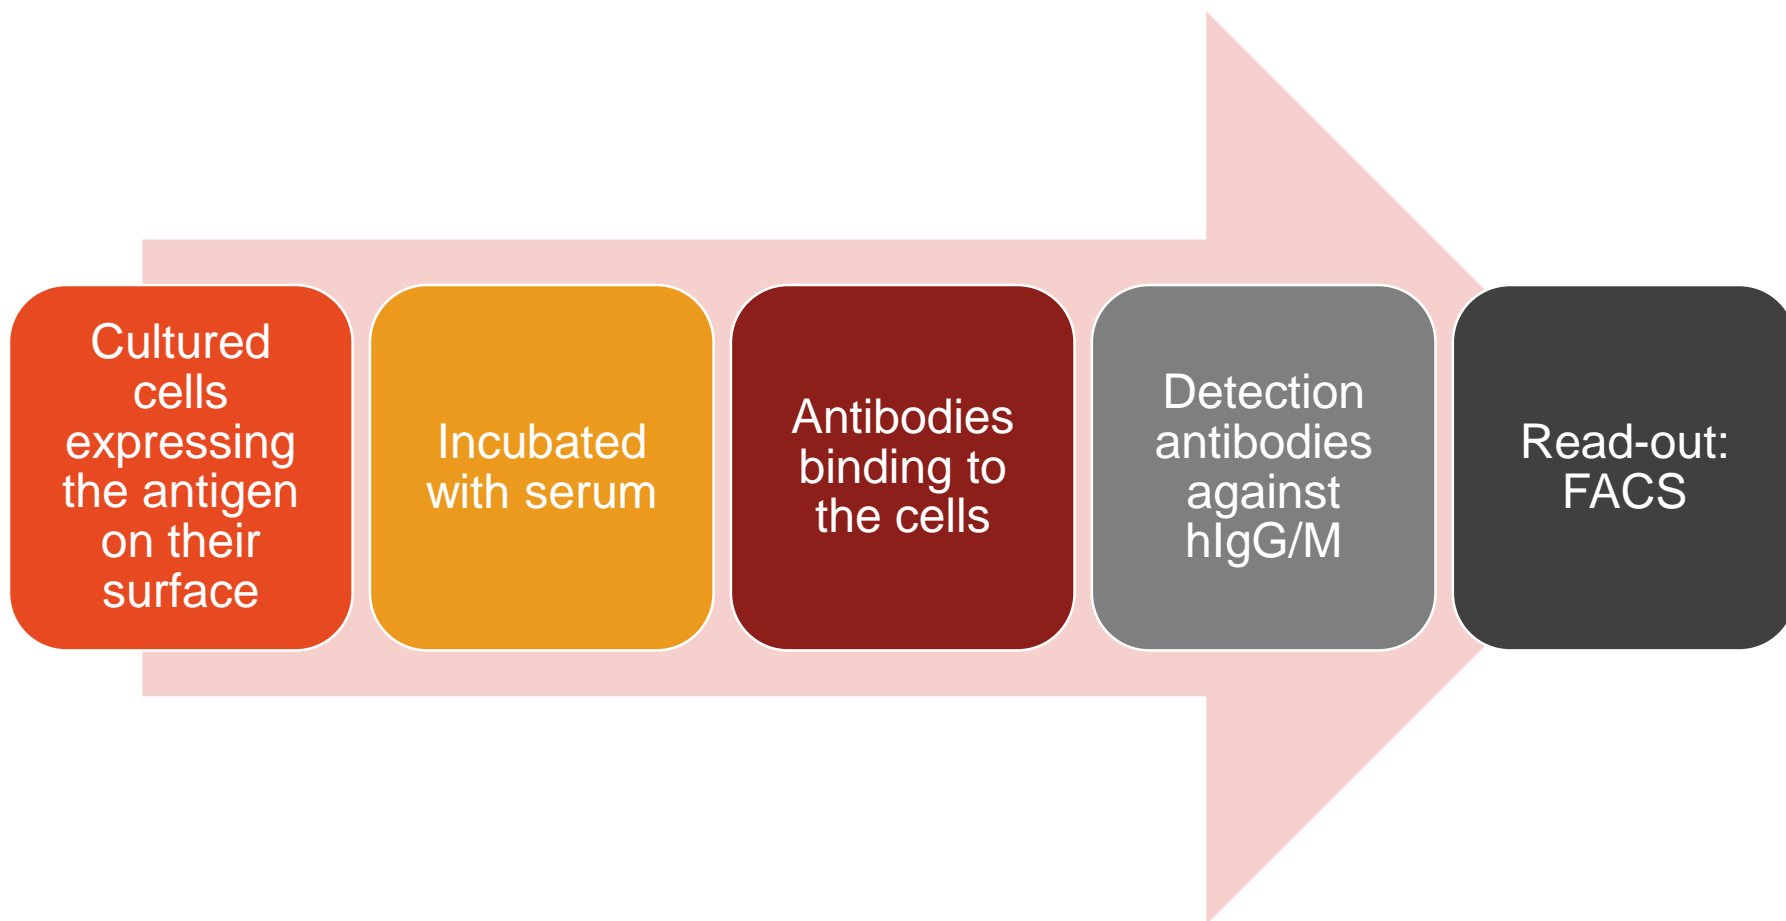 Cultured
cells
expressing
the antigen
on their
surface
Incubated
with serum
Antibodies
binding to
the cells
Detection
antibodies
against
hIgG/M
Read-out:
FACS